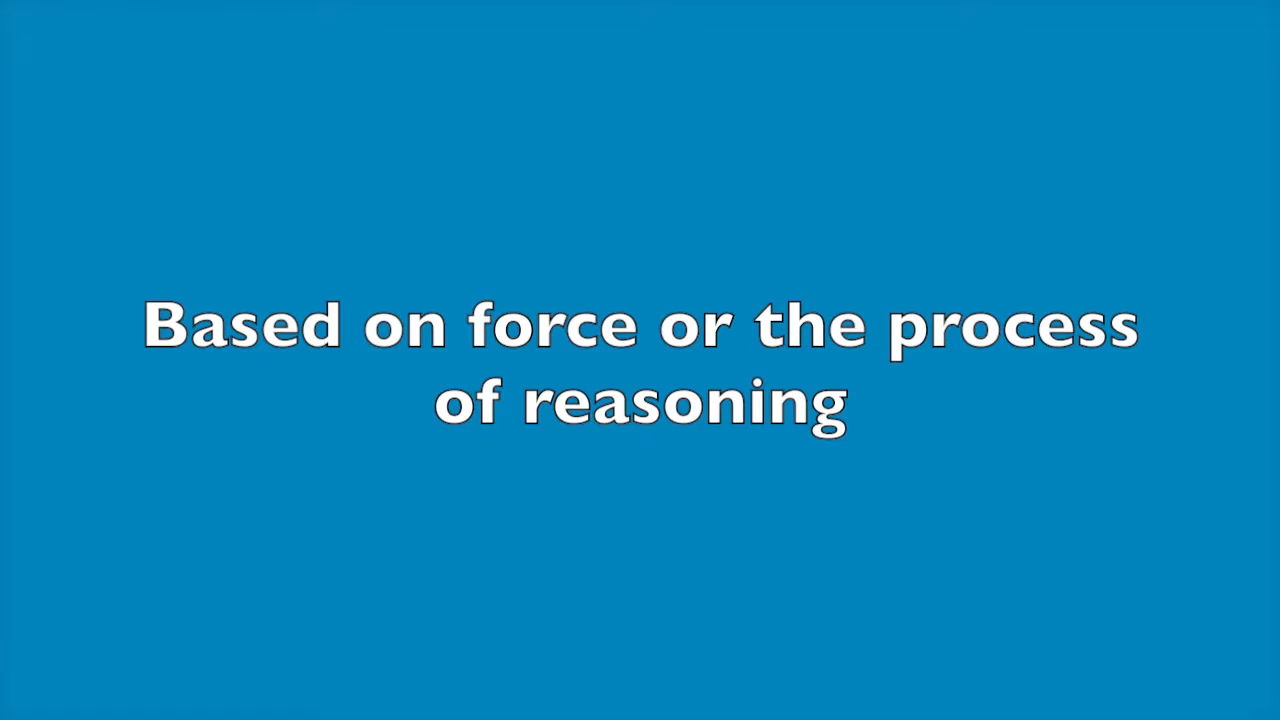 Based on force or the process
of reasoning